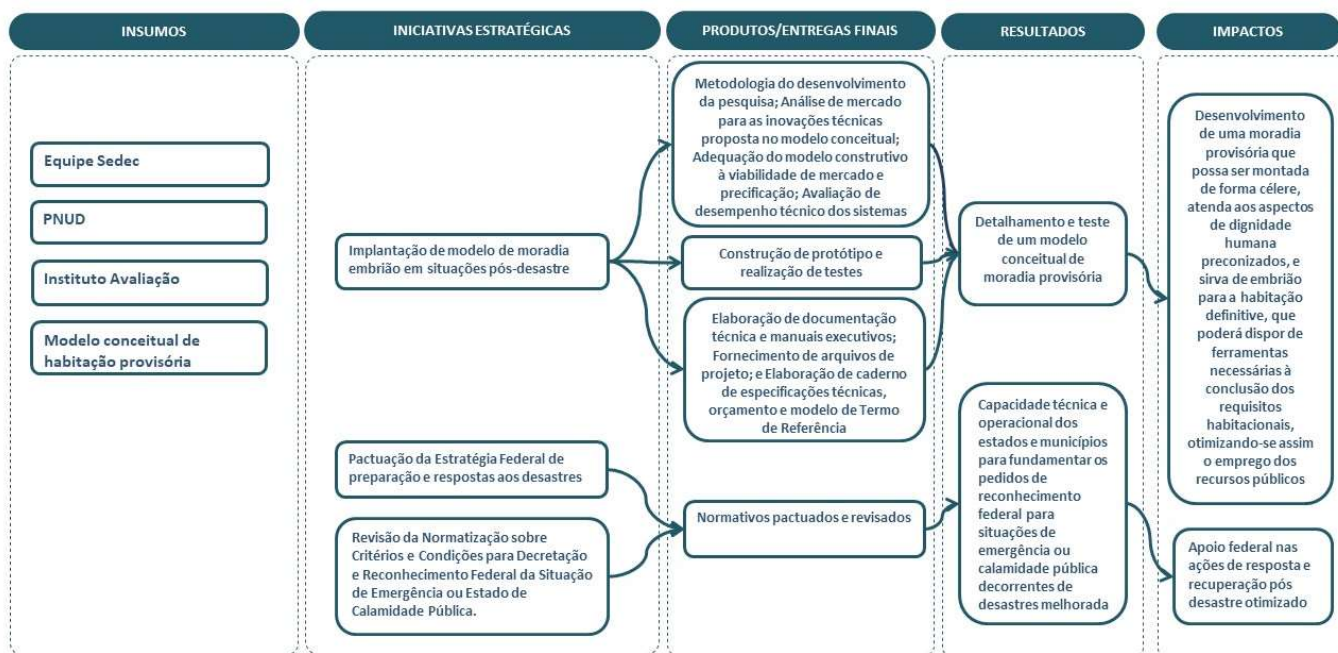 INSUMOS
INICIATIVAS ESTRATÉGICAS
PRODUTOS/ENTREGAS FINAIS
RESULTADOS
IMPACTOS
Equipe Sedec
PNUD
Instituto Avaliação
Modelo conceitual de
habitação provisória
Implantação de modelo de moradia
embrião em situações pós-desastre
Pactuação da Estratégia Federal de
preparação e respostas aos desastres
Revisão da Normatização sobre
Critérios e Condições para Decretação
e Reconhecimento Federal da Situação
de Emergência ou Estado de
Calamidade Pública.
Metodologia do desenvolvimento
da pesquisa; Análise de mercado
para as inovações técnicas
proposta no modelo conceitual;
Adequação do modelo construtivo
à viabilidade de mercado e
precificação; Avaliação de
desempenho técnico dos sistemas
Construção de protótipo e
realização de testes
Elaboração de documentação
técnica e manuais executivos;
Fornecimento de arquivos de
projeto; e Elaboração de caderno
de especificações técnicas,
orçamento e modelo de Termo
de Referência
Normativos pactuados e revisados
Detalhamento e teste
de um modelo
conceitual de
moradia provisória
Capacidade técnica e
operacional dos
estados e municípios
para fundamentar os
pedidos de
reconhecimento
federal para
situações de
emergência ou
calamidade pública
decorrentes de
desastres melhorada
Desenvolvimento
de uma moradia
provisória que
possa ser montada
de forma célere,
atenda aos aspectos
de dignidade
humana
preconizados, e
sirva de embrião
para a habitação
definitive, que
poderá dispor de
ferramentas
necessárias à
conclusão dos
requisitos
habitacionais,
otimizando-se assim
o emprego dos
recursos públicos
Apoio federal nas
ações de resposta e
recuperação pós
desastre otimizado